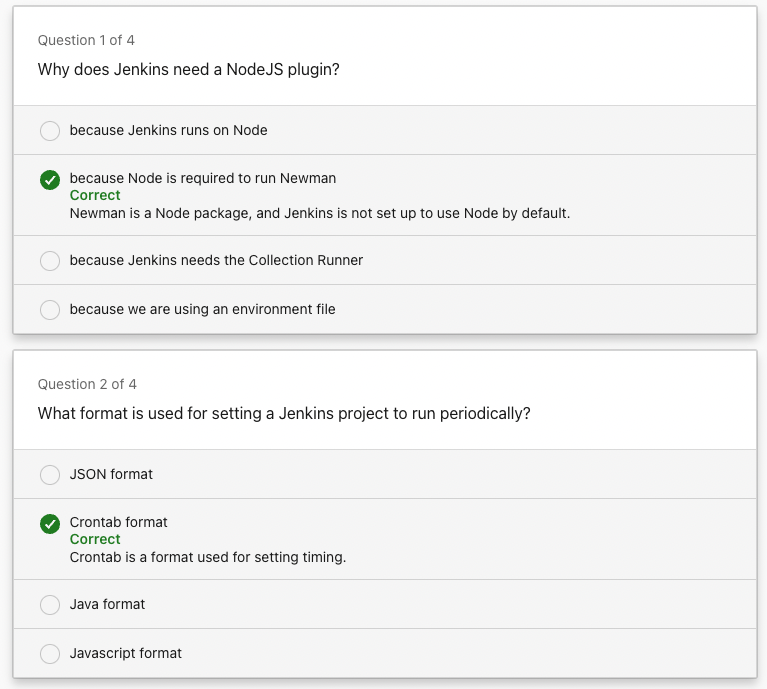 Question 1 of 4
Why does Jenkins need a NodeJS plugin?
because Jenkins runs on Node
because Node is required to run Newman
Correct
Newman is a Node package, and Jenkins is not set up to use Node by default.
because Jenkins needs the Collection Runner
because we are using an environment file
Question 2 of 4
What format is used for setting a Jenkins project to run periodically?
JSON format
Crontab format
Correct
Crontab is a format used for setting timing.
Java format
Javascript format